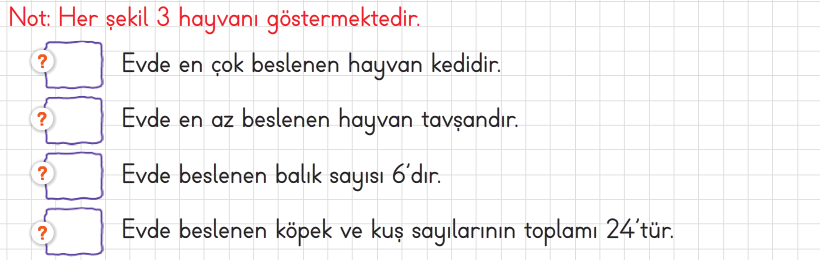 Not: Her şekil 3 hayvanı göstermektedir.
? Evde en çok beslenen hayvan kedidir.
? Evde en az beslenen hayvan tavşandır.
? Evde beslenen balık sayısı 6'dır.
? Evde beslenen köpek ve kuş sayılarının toplamı 24'tür.